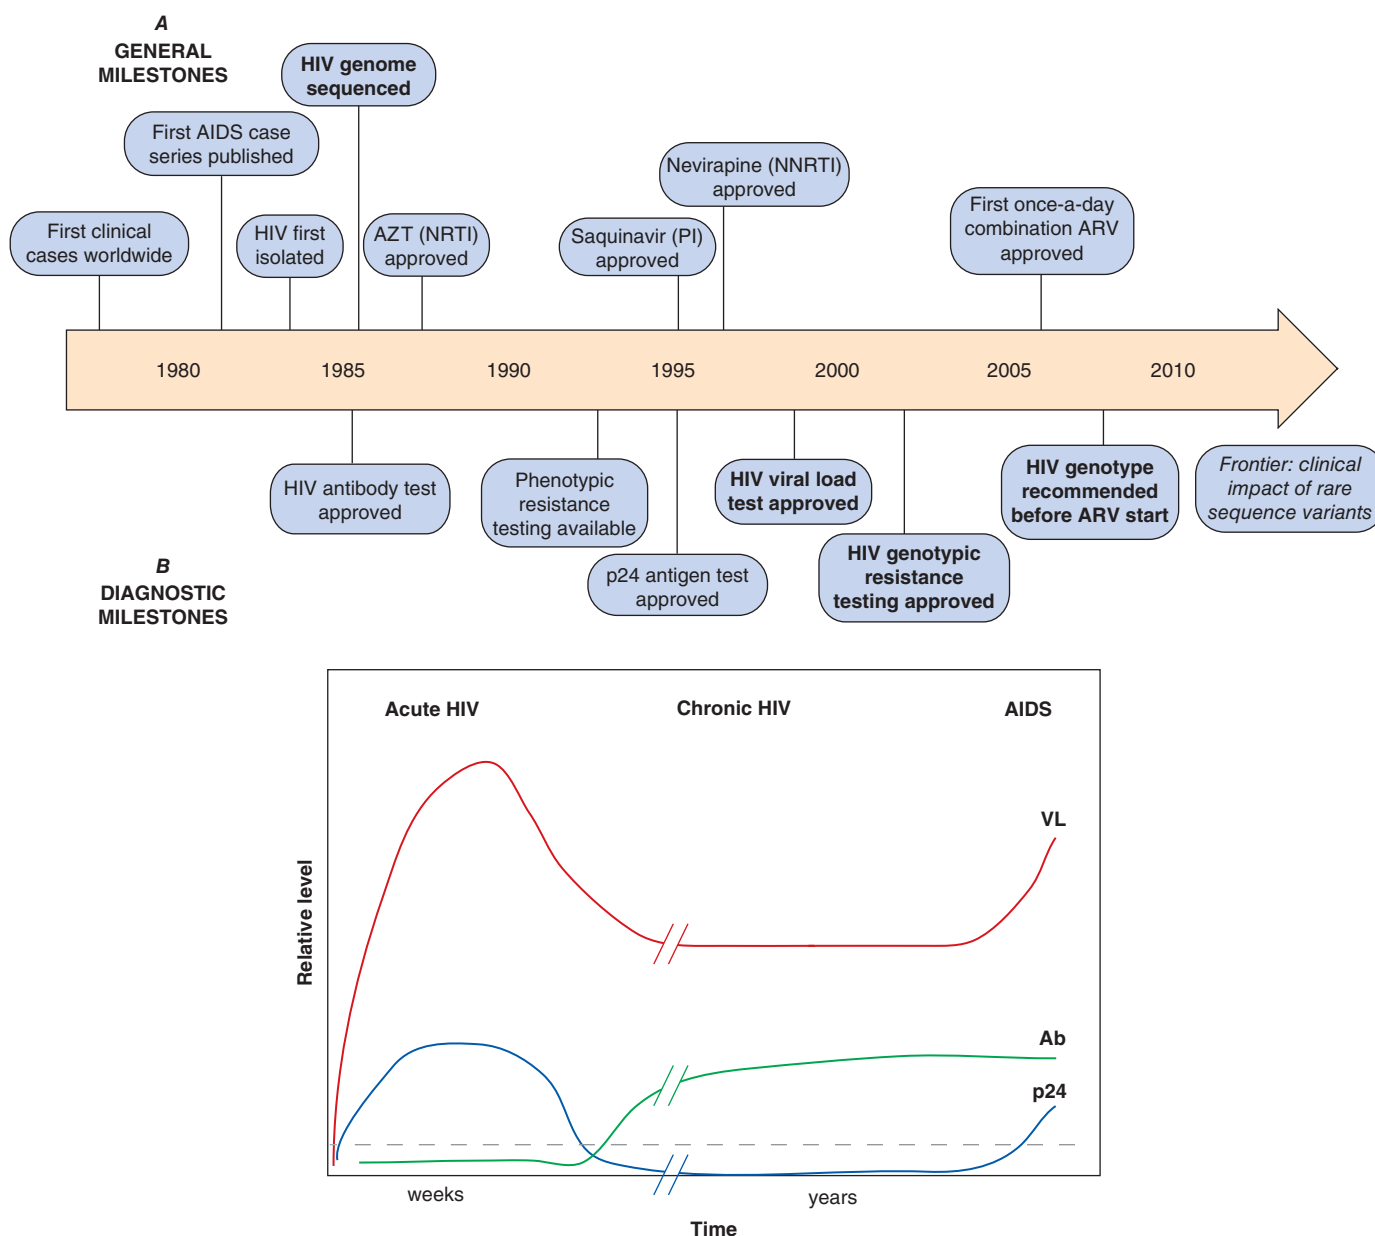 A
GENERAL
MILESTONES
HIV genome
sequenced
First AIDS case
series published
First clinical
cases worldwide
HIV first
isolated
AZT (NRTI)
approved
Saquinavir (PI)
approved
Nevirapine (NNRTI)
approved
First once-a-day
combination ARV
approved
1980 1985 1990 1995 2000 2005 2010
HIV antibody test
approved
Phenotypic
resistance
testing available
p24 antigen test
approved
HIV viral load
test approved
HIV genotypic
resistance
testing approved
HIV genotype
recommended
before ARV start
Frontier: clinical
impact of rare
sequence variants
B
DIAGNOSTIC
MILESTONES
Acute HIV Chronic HIV AIDS
VL
Ab
p24
Relative level
weeks years
Time